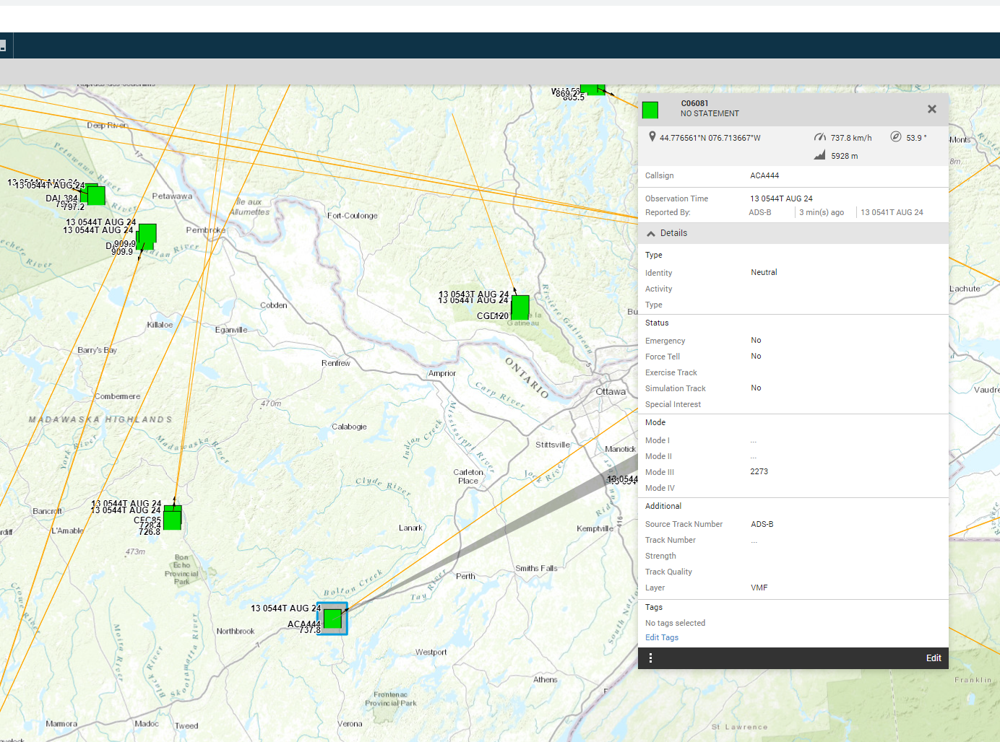 Deep River
Petawawa River
17
13 0544T AUG 24
DAL384
797.2
Petawawa
Île aux
Allumettes
Fort-Coulonge
13 0544T AUG 24
13 0544T AUG 24
909.9
909.9
Pembroke
Indian River
River
13 0543T AUG 24
13 0544T AUG 24
CGD120
de la
Gatineau
Rivière Gatineau
Cobden
Killaloe
Eganville
Barry's Bay
Renfrew
Arnprior
ONTARIO
5
Ottawa
Carp River
Combermere
470m
MADAWASKA HIGHLANDS
Madawaska River
York River
Calabogie
Indian Creek
Mississippi River
Stittsville
Manotick
Carleton
Place
Jock River
Clyde River
13 0544
13 0544T AUG 24
13 0544T AUG 24
CFC85
728.4
726.8
Bancroft
L'Amable
473m
Lanark
Kemptville
416
Bon
Echo
Provincial
Park
Smiths Falls
Perth
Bolton Creek
Tay River
Crowe River
13 0544T AUG 24
ACA444
737.8
Northbrook
Moira River
Black River
Skootamatta River
Westport
South Nation
Athens
Frontenac
Provincial Park
Marmora
Madoc
Tweed
Verona
St Lawrence
Franklin
Monts
8m
Lachute
Vaudre
C06081
NO STATEMENT
44.776561°N 076.713667°W
737.8 km/h
53.9 °
5928 m
Callsign ACA444
Observation Time 13 0544T AUG 24
Reported By: ADS-B 3 min(s) ago 13 0541T AUG 24
Details
Type
Identity Neutral
Activity
Type
Status
Emergency No
Force Tell No
Exercise Track
Simulation Track No
Special Interest
Mode
Mode I ...
Mode II ...
Mode III 2273
Mode IV
Additional
Source Track Number ADS-B
Track Number ...
Strength
Track Quality
Layer VMF
Tags
No tags selected
Edit Tags
Edit